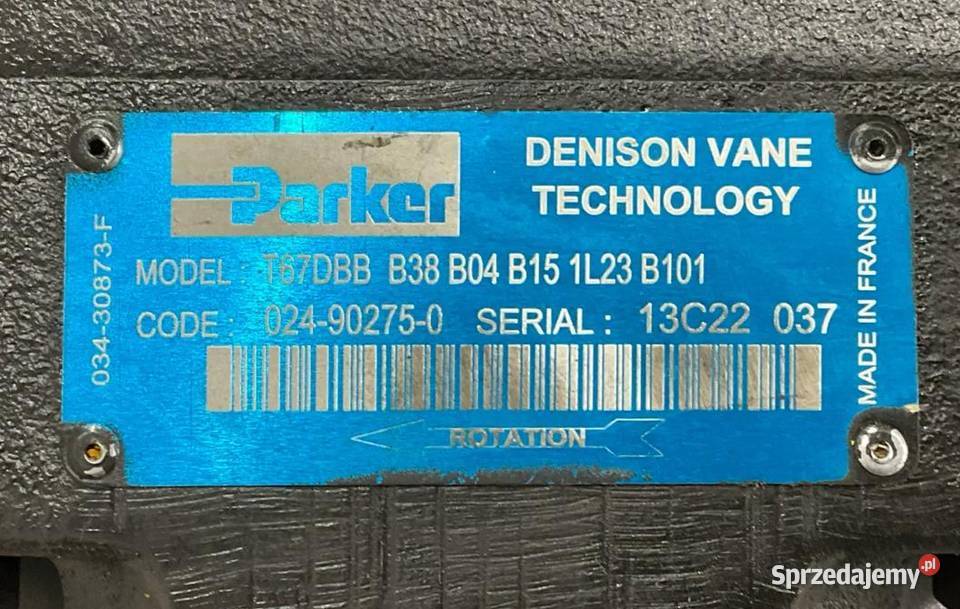 Parker
DENISON VANE
TECHNOLOGY
MODEL : T67DBB B38 B04 B15 1L23 B101
CODE : 024-90275-0 SERIAL : 13C22 037
ROTATION
034-30873-F
MADE IN FRANCE
Sprzedajemy.pl